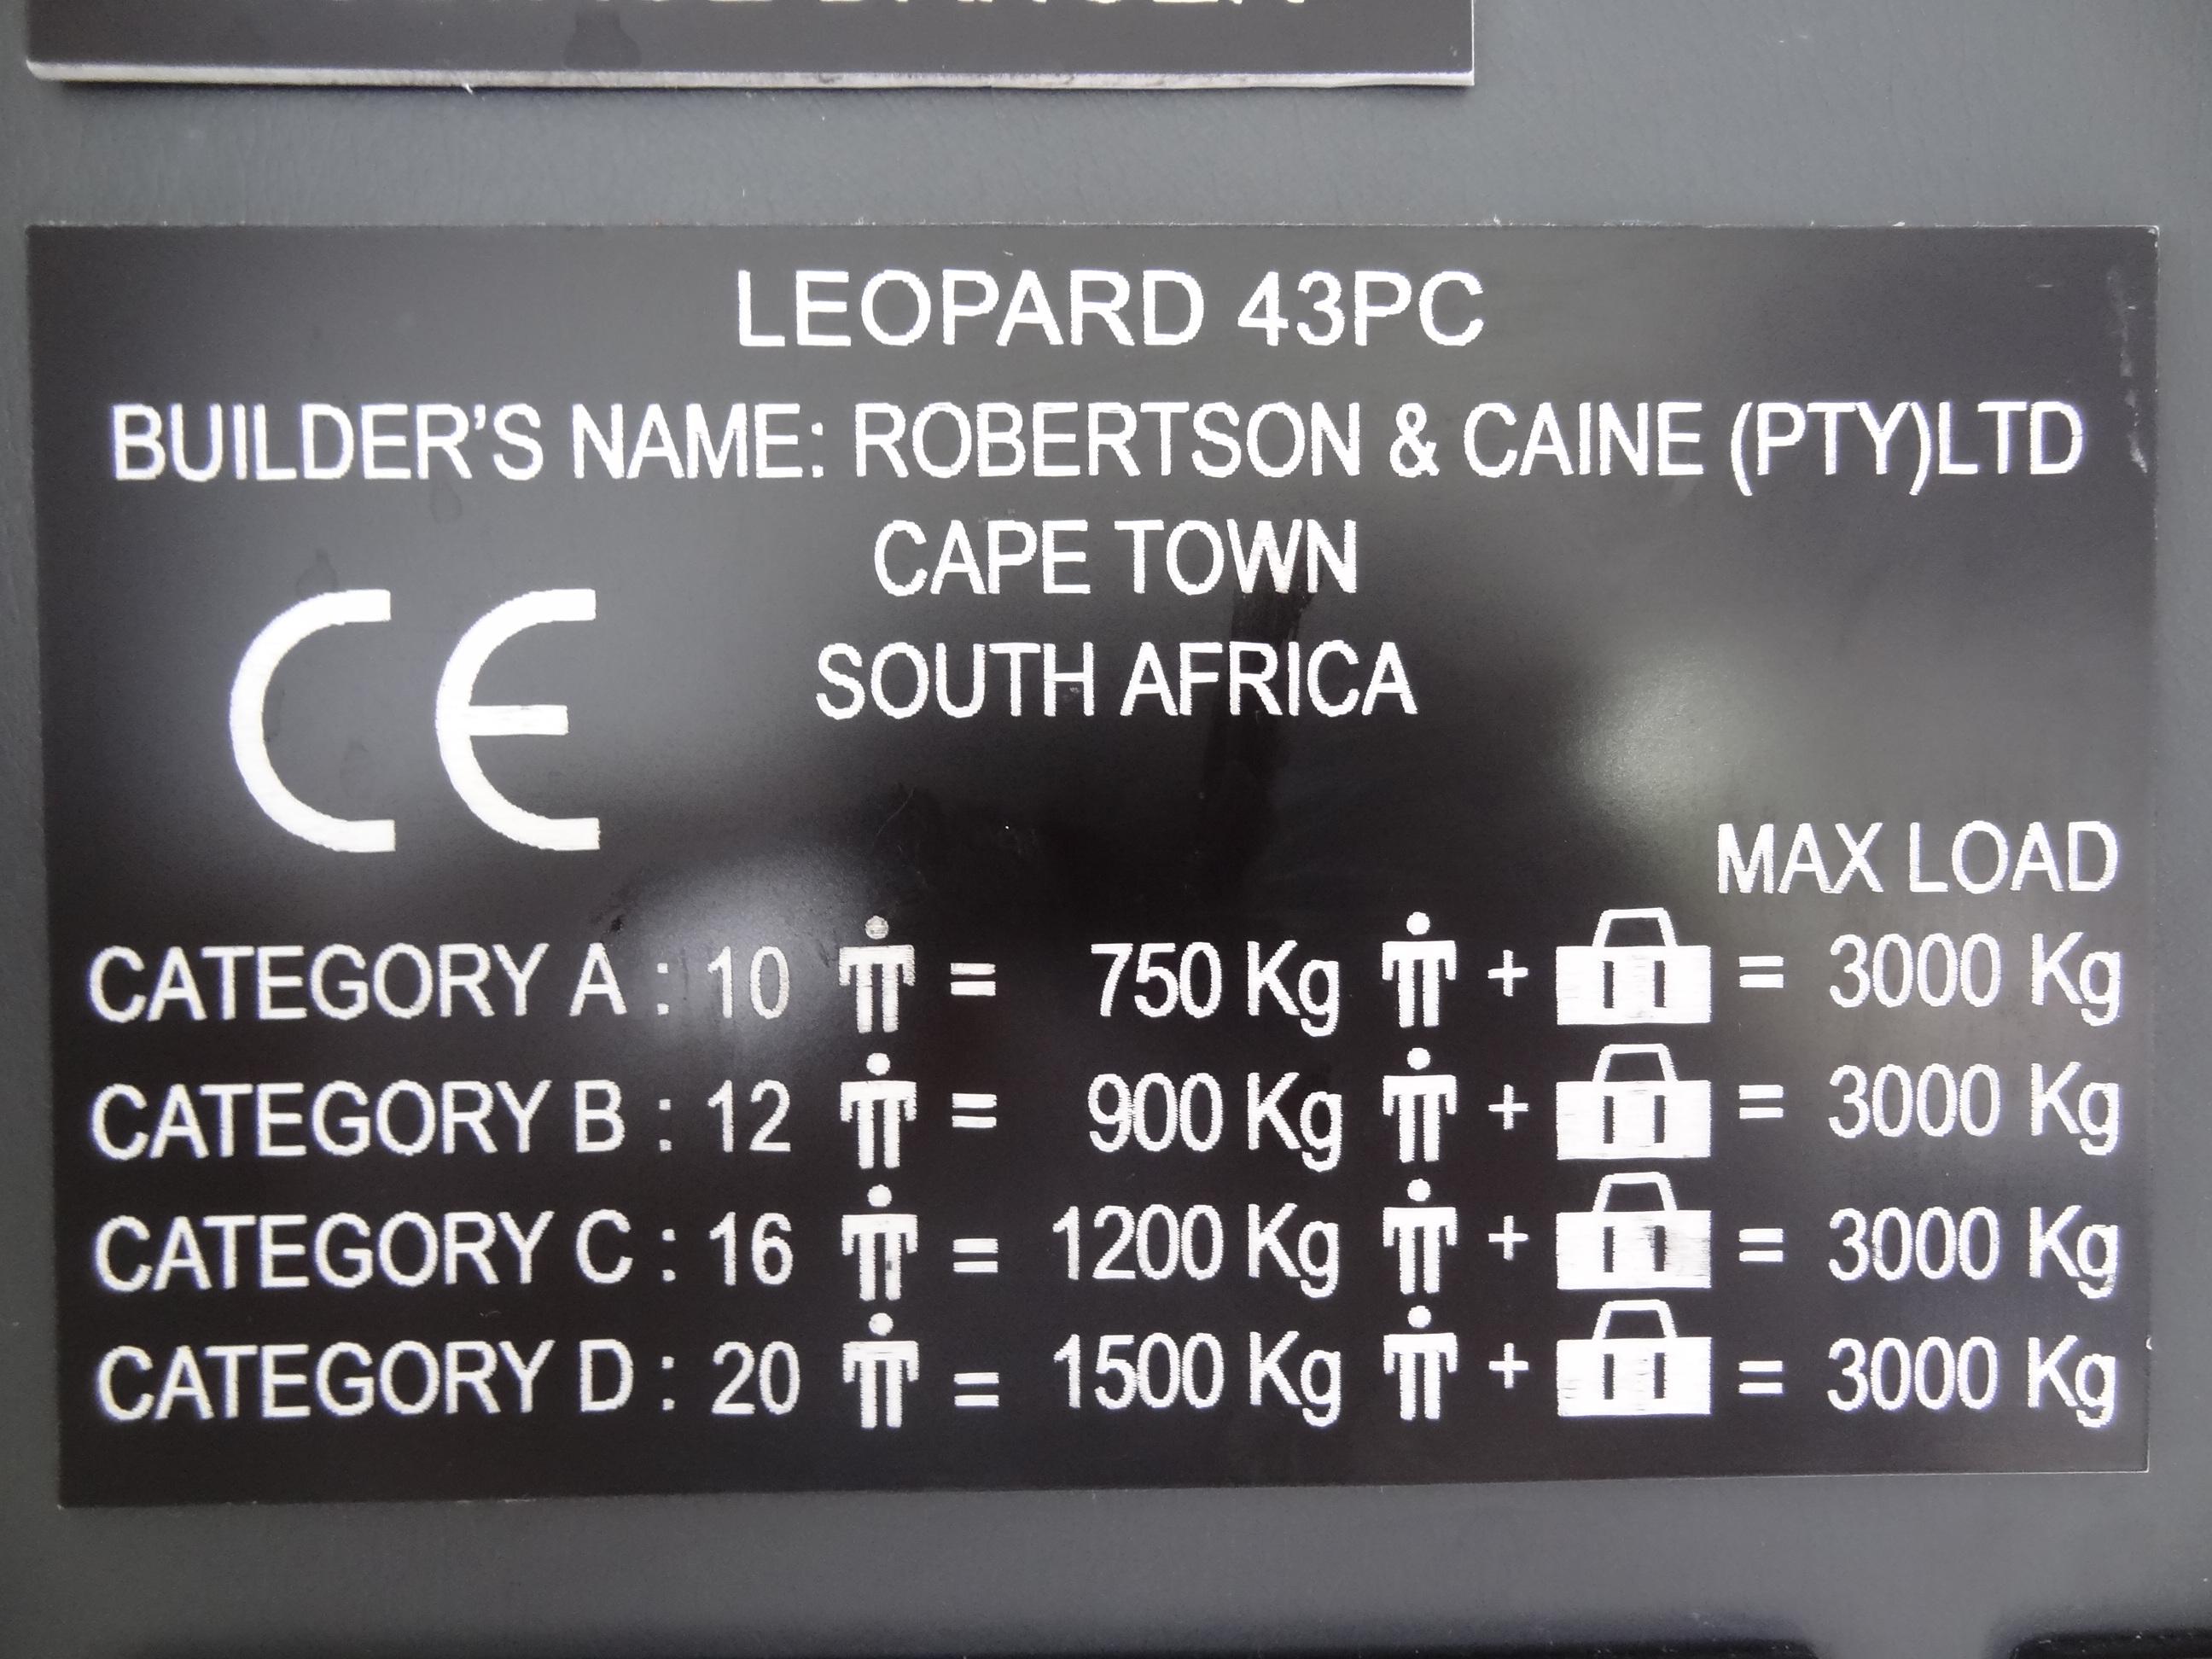 LEOPARD 43PC
BUILDER'S NAME: ROBERTSON & CAINE (PTY)LTD
CAPE TOWN
SOUTH AFRICA
CE
MAX LOAD
CATEGORY A : 10 = 750 Kg + = 3000 Kg
CATEGORY B : 12 = 900 Kg + = 3000 Kg
CATEGORY C : 16 = 1200 Kg + = 3000 Kg
CATEGORY D : 20 = 1500 Kg + = 3000 Kg